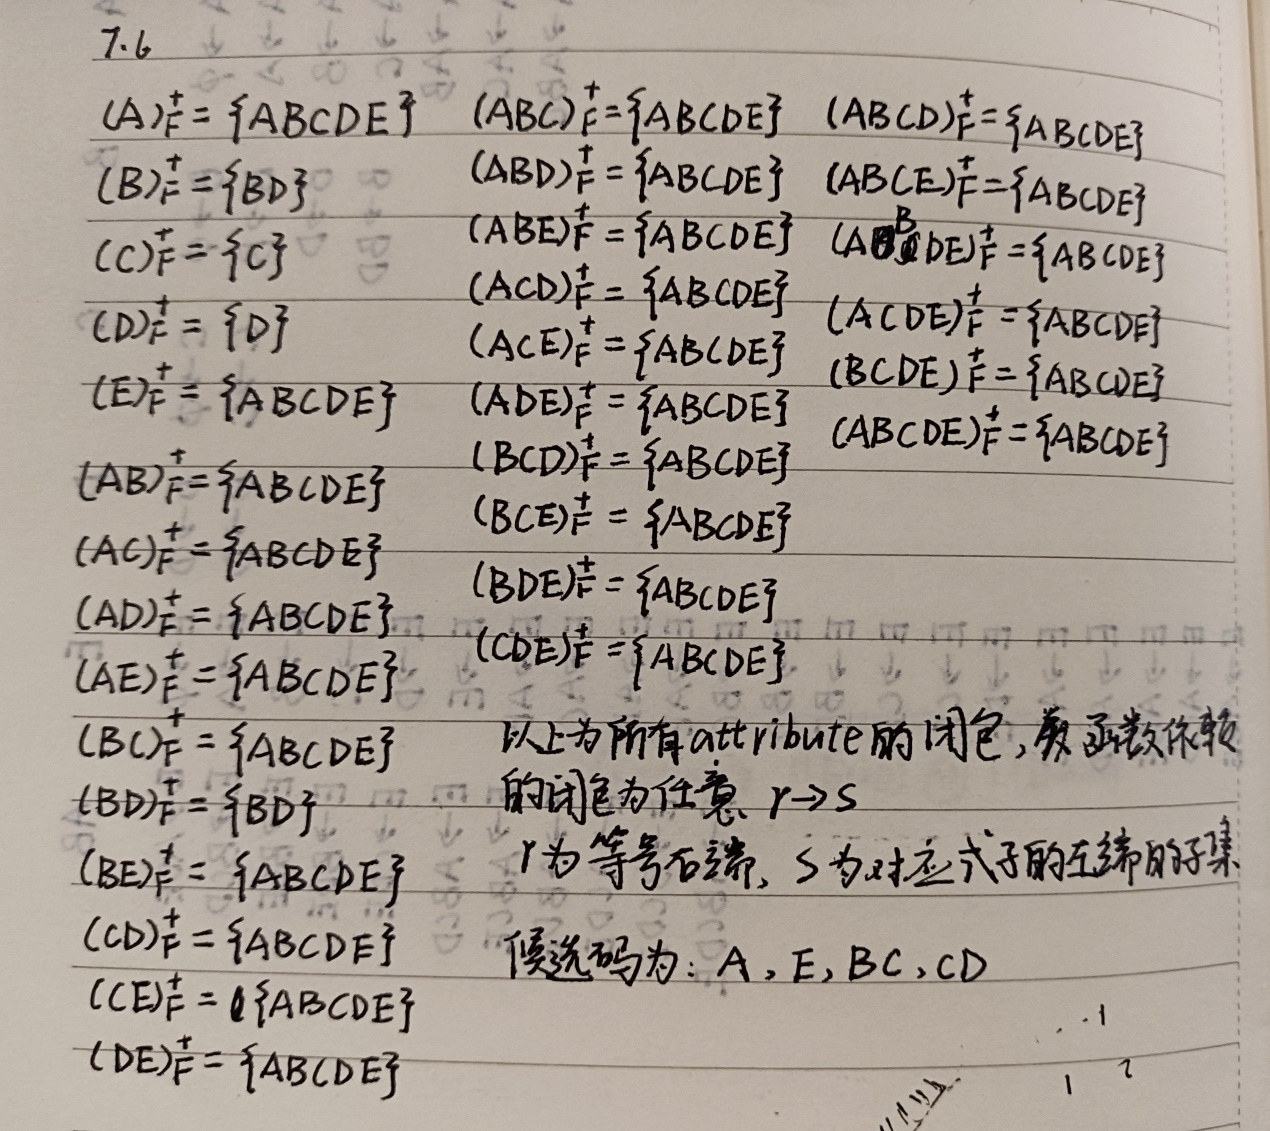 7.6
(A)⁺F = {ABCDE}
(B)⁺F = {BD}
(C)⁺F = {C}
(D)⁺F = {D}
(E)⁺F = {ABCDE}
(AB)⁺F = {ABCDE}
(AC)⁺F = {ABCDE}
(AD)⁺F = {ABCDE}
(AE)⁺F = {ABCDE}
(BC)⁺F = {ABCDE}
(BD)⁺F = {BD}
(BE)⁺F = {ABCDE}
(CD)⁺F = {ABCDE}
(CE)⁺F = {ABCDE}
(DE)⁺F = {ABCDE}
(ABC)⁺F = {ABCDE}
(ABD)⁺F = {ABCDE}
(ABE)⁺F = {ABCDE}
(ACD)⁺F = {ABCDE}
(ACE)⁺F = {ABCDE}
(ADE)⁺F = {ABCDE}
(BCD)⁺F = {ABCDE}
(BCE)⁺F = {ABCDE}
(BDE)⁺F = {ABCDE}
(CDE)⁺F = {ABCDE}
(ABCD)⁺F = {ABCDE}
(ABCE)⁺F = {ABCDE}
(ABDE)⁺F = {ABCDE}
(ACDE)⁺F = {ABCDE}
(BCDE)⁺F = {ABCDE}
(ABCDE)⁺F = {ABCDE}
以上为所有attribute的闭包,函数依赖
的闭包为任意 r→s
r为等号右端, S为对应式子的左端的子集
候选码为: A, E, BC, CD